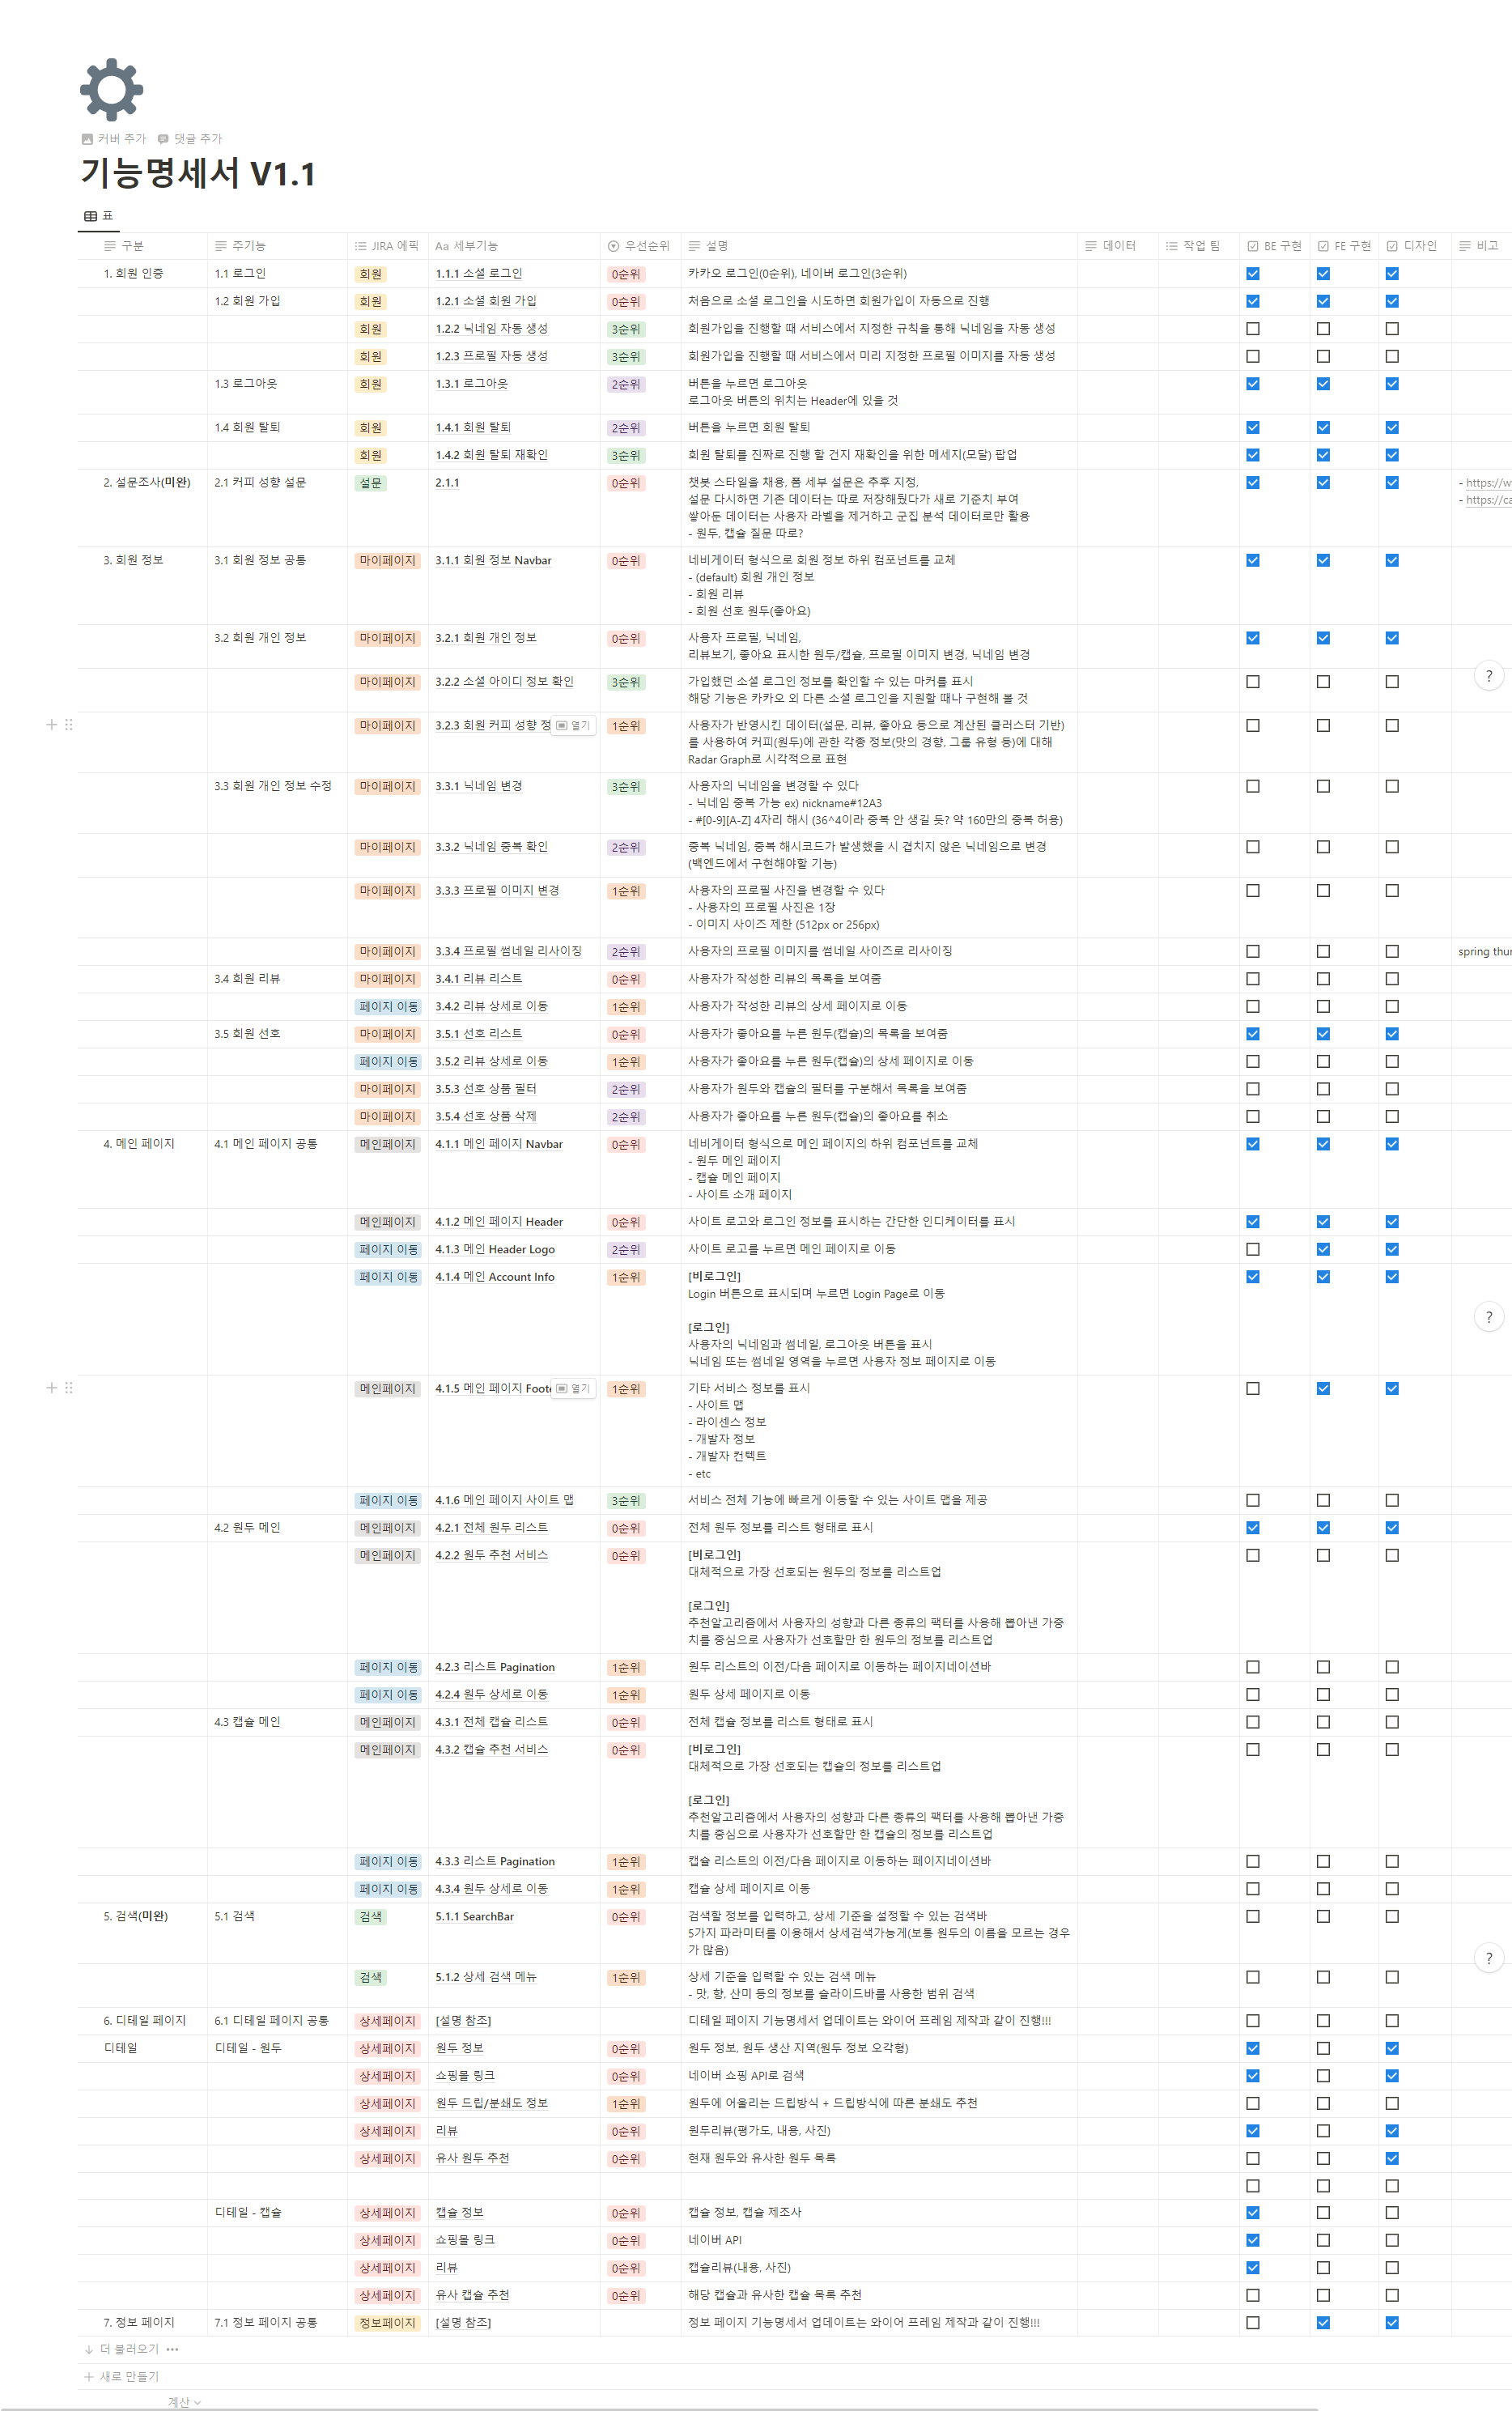 커버 추가 댓글 추가
기능명세서 V1.1
표
구분 주기능 JIRA 에픽 Aa 세부기능 우선순위 설명 데이터 작업 팀 BE 구현 FE 구현 디자인 비고
1. 회원 인증 1.1 로그인 회원 1.1.1 소셜 로그인 0순위 카카오 로그인(0순위), 네이버 로그인(3순위)
1.2 회원 가입 회원 1.2.1 소셜 회원 가입 0순위 처음으로 소셜 로그인을 시도하면 회원가입이 자동으로 진행
회원 1.2.2 닉네임 자동 생성 3순위 회원가입을 진행할 때 서비스에서 지정한 규칙을 통해 닉네임을 자동 생성
회원 1.2.3 프로필 자동 생성 3순위 회원가입을 진행할 때 서비스에서 미리 지정한 프로필 이미지를 자동 생성
1.3 로그아웃 회원 1.3.1 로그아웃 2순위 버튼을 누르면 로그아웃
로그아웃 버튼의 위치는 Header에 있을 것
1.4 회원 탈퇴 회원 1.4.1 회원 탈퇴 2순위 버튼을 누르면 회원 탈퇴
회원 1.4.2 회원 탈퇴 재확인 3순위 회원 탈퇴를 진짜로 진행 할 건지 재확인을 위한 메세지(모달) 팝업
2. 설문조사(미완) 2.1 커피 성향 설문 설문 2.1.1 0순위 챗봇 스타일을 채용, 폼 세부 설문은 추후 지정, - https://w
설문 다시하면 기존 데이터는 따로 저장해뒀다가 새로 기준치 부여 - https://ca
쌓아둔 데이터는 사용자 라벨을 제거하고 군집 분석 데이터로만 활용
- 원두, 캡슐 질문 따로?
3. 회원 정보 3.1 회원 정보 공통 마이페이지 3.1.1 회원 정보 Navbar 0순위 네비게이터 형식으로 회원 정보 하위 컴포넌트를 교체
- (default) 회원 개인 정보
- 회원 리뷰
- 회원 선호 원두(좋아요)
3.2 회원 개인 정보 마이페이지 3.2.1 회원 개인 정보 0순위 사용자 프로필, 닉네임,
리뷰보기, 좋아요 표시한 원두/캡슐, 프로필 이미지 변경, 닉네임 변경
마이페이지 3.2.2 소셜 아이디 정보 확인 3순위 가입했던 소셜 로그인 정보를 확인할 수 있는 마커를 표시 ?
해당 기능은 카카오 외 다른 소셜 로그인을 지원할 때나 구현해 볼 것
마이페이지 3.2.3 회원 커피 성향 정 열기 1순위 사용자가 반영시킨 데이터(설문, 리뷰, 좋아요 등으로 계산된 클러스터 기반)
를 사용하여 커피(원두)에 관한 각종 정보(맛의 경향, 그룹 유형 등)에 대해
Radar Graph로 시각적으로 표현
3.3 회원 개인 정보 수정 마이페이지 3.3.1 닉네임 변경 3순위 사용자의 닉네임을 변경할 수 있다
- 닉네임 중복 가능 ex) nickname#12A3
- #[0-9][A-Z] 4자리 해시 (36^4이라 중복 안 생길 듯? 약 160만의 중복 허용)
마이페이지 3.3.2 닉네임 중복 확인 2순위 중복 닉네임, 중복 해시코드가 발생했을 시 겹치지 않은 닉네임으로 변경
(백엔드에서 구현해야할 기능)
마이페이지 3.3.3 프로필 이미지 변경 1순위 사용자의 프로필 사진을 변경할 수 있다
- 사용자의 프로필 사진은 1장
- 이미지 사이즈 제한 (512px or 256px)
마이페이지 3.3.4 프로필 썸네일 리사이징 2순위 사용자의 프로필 이미지를 썸네일 사이즈로 리사이징 spring thu
3.4 회원 리뷰 마이페이지 3.4.1 리뷰 리스트 0순위 사용자가 작성한 리뷰의 목록을 보여줌
페이지 이동 3.4.2 리뷰 상세로 이동 1순위 사용자가 작성한 리뷰의 상세 페이지로 이동
3.5 회원 선호 마이페이지 3.5.1 선호 리스트 0순위 사용자가 좋아요를 누른 원두(캡슐)의 목록을 보여줌
페이지 이동 3.5.2 리뷰 상세로 이동 1순위 사용자가 좋아요를 누른 원두(캡슐)의 상세 페이지로 이동
마이페이지 3.5.3 선호 상품 필터 2순위 사용자가 원두와 캡슐의 필터를 구분해서 목록을 보여줌
마이페이지 3.5.4 선호 상품 삭제 2순위 사용자가 좋아요를 누른 원두(캡슐)의 좋아요를 취소
4. 메인 페이지 4.1 메인 페이지 공통 메인페이지 4.1.1 메인 페이지 Navbar 0순위 네비게이터 형식으로 메인 페이지의 하위 컴포넌트를 교체
- 원두 메인 페이지
- 캡슐 메인 페이지
- 사이트 소개 페이지
메인페이지 4.1.2 메인 페이지 Header 0순위 사이트 로고와 로그인 정보를 표시하는 간단한 인디케이터를 표시
페이지 이동 4.1.3 메인 Header Logo 2순위 사이트 로고를 누르면 메인 페이지로 이동
페이지 이동 4.1.4 메인 Account Info 1순위 [비로그인]
Login 버튼으로 표시되며 누르면 Login Page로 이동
?
[로그인]
사용자의 닉네임과 썸네일, 로그아웃 버튼을 표시
닉네임 또는 썸네일 영역을 누르면 사용자 정보 페이지로 이동
메인페이지 4.1.5 메인 페이지 Foote 열기 1순위 기타 서비스 정보를 표시
- 사이트 맵
- 라이센스 정보
- 개발자 정보
- 개발자 컨텍트
- etc
페이지 이동 4.1.6 메인 페이지 사이트 맵 3순위 서비스 전체 기능에 빠르게 이동할 수 있는 사이트 맵을 제공
4.2 원두 메인 메인페이지 4.2.1 전체 원두 리스트 0순위 전체 원두 정보를 리스트 형태로 표시
메인페이지 4.2.2 원두 추천 서비스 0순위 [비로그인]
대체적으로 가장 선호되는 원두의 정보를 리스트업
[로그인]
추천알고리즘에서 사용자의 성향과 다른 종류의 팩터를 사용해 뽑아낸 가중
치를 중심으로 사용자가 선호할만 한 원두의 정보를 리스트업
페이지 이동 4.2.3 리스트 Pagination 1순위 원두 리스트의 이전/다음 페이지로 이동하는 페이지네이션바
페이지 이동 4.2.4 원두 상세로 이동 1순위 원두 상세 페이지로 이동
4.3 캡슐 메인 메인페이지 4.3.1 전체 캡슐 리스트 0순위 전체 캡슐 정보를 리스트 형태로 표시
메인페이지 4.3.2 캡슐 추천 서비스 0순위 [비로그인]
대체적으로 가장 선호되는 캡슐의 정보를 리스트업
[로그인]
추천알고리즘에서 사용자의 성향과 다른 종류의 팩터를 사용해 뽑아낸 가중
치를 중심으로 사용자가 선호할만 한 캡슐의 정보를 리스트업
페이지 이동 4.3.3 리스트 Pagination 1순위 캡슐 리스트의 이전/다음 페이지로 이동하는 페이지네이션바
페이지 이동 4.3.4 원두 상세로 이동 1순위 캡슐 상세 페이지로 이동
5. 검색(미완) 5.1 검색 검색 5.1.1 SearchBar 0순위 검색할 정보를 입력하고, 상세 기준을 설정할 수 있는 검색바
5가지 파라미터를 이용해서 상세검색가능게(보통 원두의 이름을 모르는 경우
가 많음) ?
검색 5.1.2 상세 검색 메뉴 1순위 상세 기준을 입력할 수 있는 검색 메뉴
- 맛, 향, 산미 등의 정보를 슬라이드바를 사용한 범위 검색
6. 디테일 페이지 6.1 디테일 페이지 공통 상세페이지 [설명 참조] 디테일 페이지 기능명세서 업데이트는 와이어 프레임 제작과 같이 진행!!!
디테일 디테일 - 원두 상세페이지 원두 정보 0순위 원두 정보, 원두 생산 지역(원두 정보 오각형)
상세페이지 쇼핑몰 링크 0순위 네이버 쇼핑 API로 검색
상세페이지 원두 드립/분쇄도 정보 1순위 원두에 어울리는 드립방식 + 드립방식에 따른 분쇄도 추천
상세페이지 리뷰 0순위 원두리뷰(평가도, 내용, 사진)
상세페이지 유사 원두 추천 0순위 현재 원두와 유사한 원두 목록
디테일 - 캡슐 상세페이지 캡슐 정보 0순위 캡슐 정보, 캡슐 제조사
상세페이지 쇼핑몰 링크 0순위 네이버 API
상세페이지 리뷰 0순위 캡슐리뷰(내용, 사진)
상세페이지 유사 캡슐 추천 0순위 해당 캡슐과 유사한 캡슐 목록 추천
7. 정보 페이지 7.1 정보 페이지 공통 정보페이지 [설명 참조] 정보 페이지 기능명세서 업데이트는 와이어 프레임 제작과 같이 진행!!!
더 불러오기 •••
새로 만들기
계산